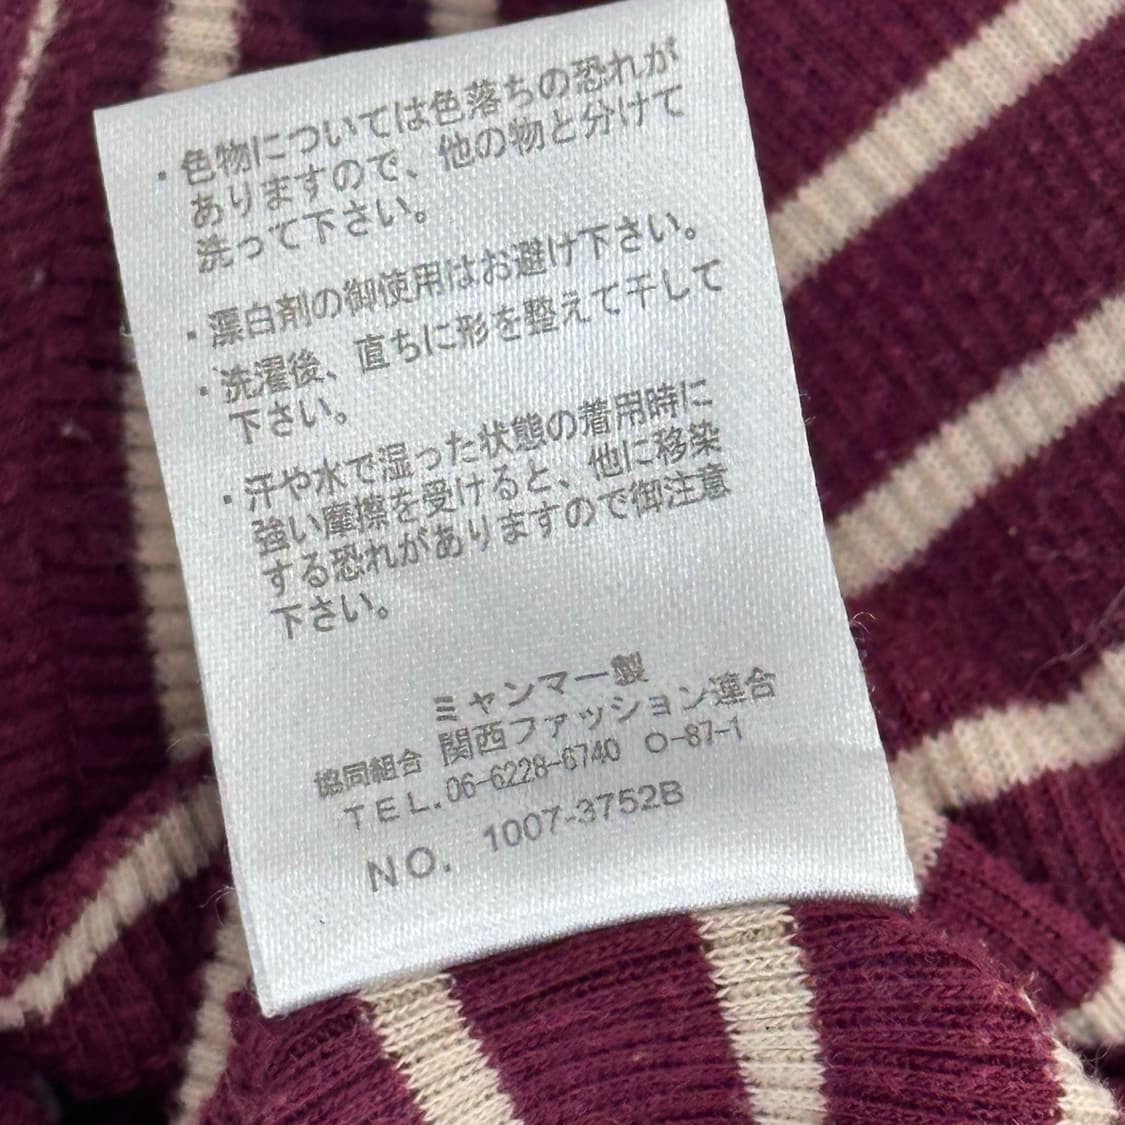 ・色物については色落ちの恐れが
ありますので、他の物と分けて
洗って下さい。
・漂白剤の御使用はお避け下さい。
・洗濯後、直ちに形を整えて干して
下さい。
・汗や水で湿った状態の着用時に
強い摩擦を受けると、他に移染
する恐れがありますので御注意
下さい。
ミャンマー製
協同組合 関西ファッション連合
TEL.06-6228-6740 O-87-1
NO. 1007-3752B